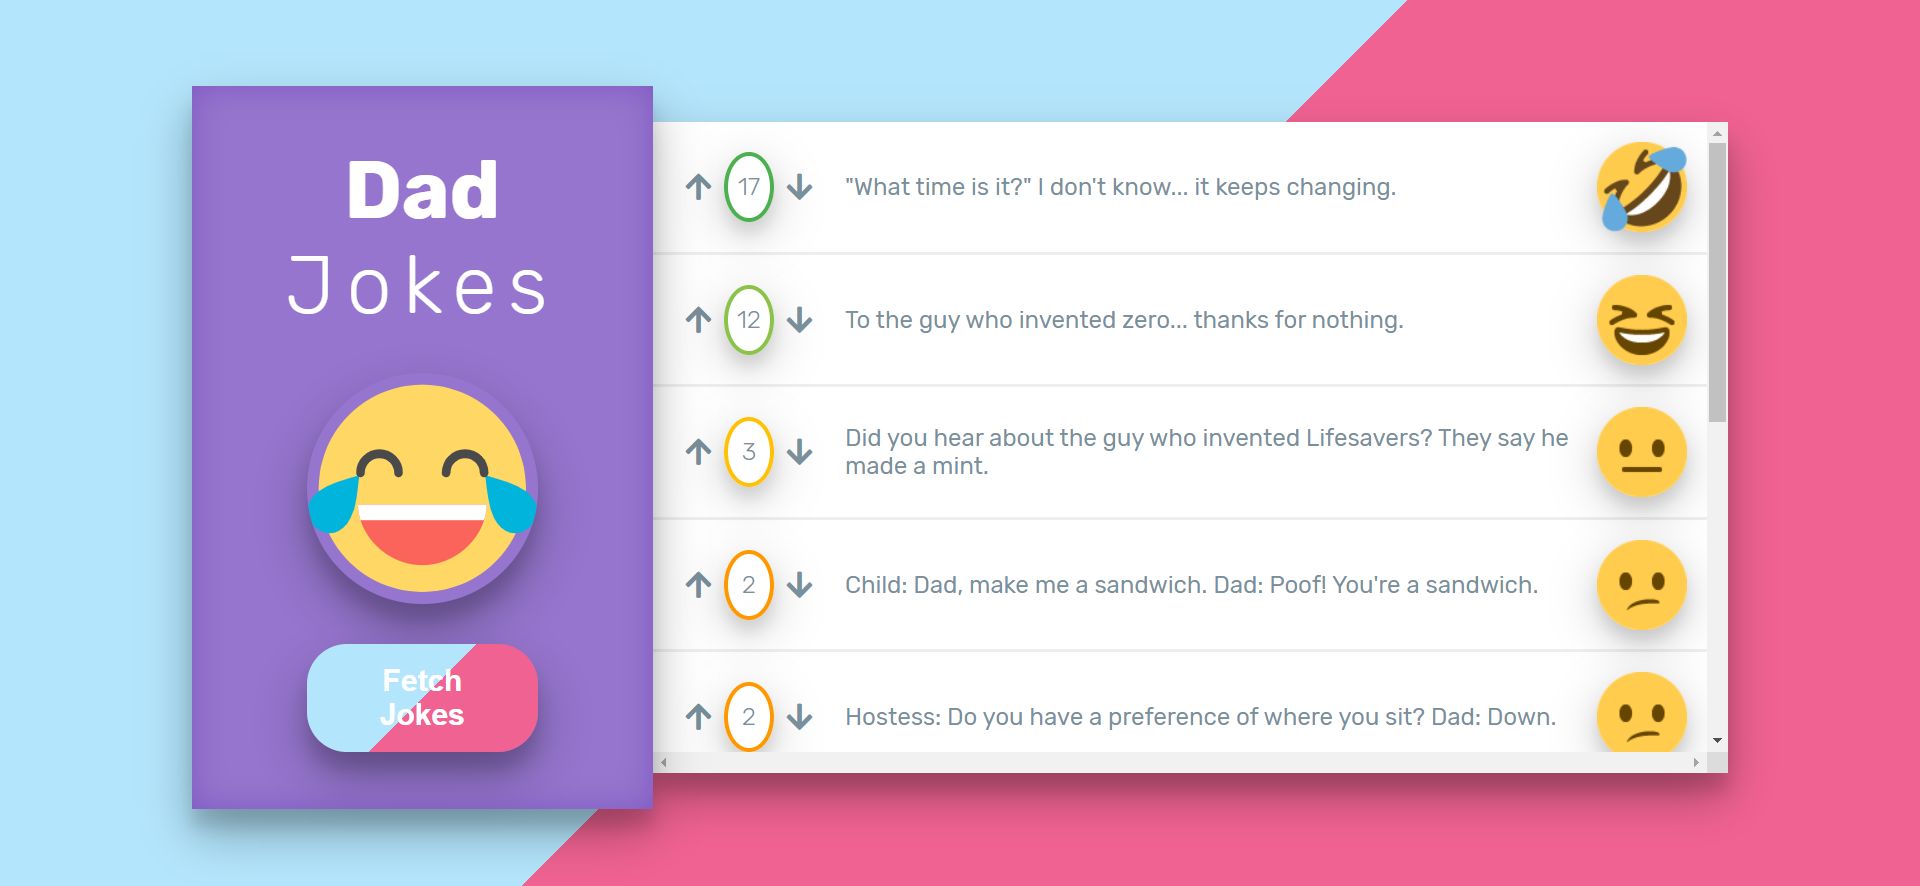 Dad
Jokes
Fetch
Jokes
17
"What time is it?" I don't know... it keeps changing.
12
To the guy who invented zero... thanks for nothing.
3
Did you hear about the guy who invented Lifesavers? They say he
made a mint.
2
Child: Dad, make me a sandwich. Dad: Poof! You're a sandwich.
2
Hostess: Do you have a preference of where you sit? Dad: Down.